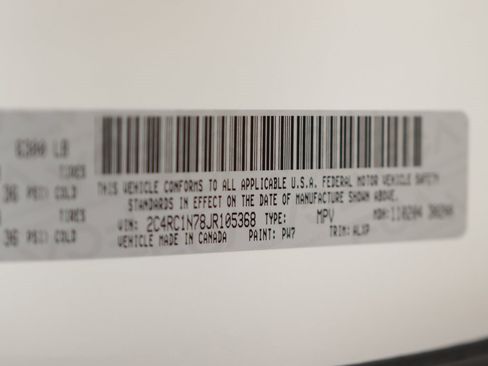 6300 LB
TIRES
36 PSI COLD
TIRES
36 PSI COLD
THIS VEHICLE CONFORMS TO ALL APPLICABLE U.S.A. FEDERAL MOTOR VEHICLE SAFETY
STANDARDS IN EFFECT ON THE DATE OF MANUFACTURE SHOWN ABOVE.
VIN: 2C4RC1N78JR105368 TYPE: MPV MDH:
VEHICLE MADE IN CANADA PAINT: PW7 TRIM: ALXP